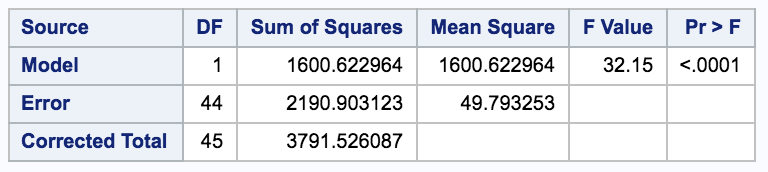 Source DF Sum of Squares Mean Square F Value Pr > F
Model 1 1600.622964 1600.622964 32.15 <.0001
Error 44 2190.903123 49.793253
Corrected Total 45 3791.526087